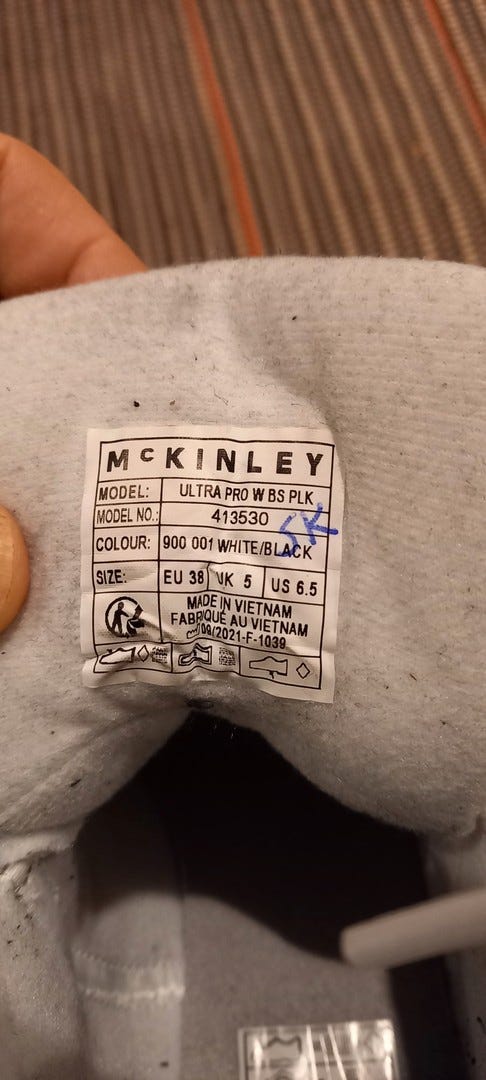 McKINLEY
MODEL: ULTRA PRO W BS PLK
MODEL NO.: 413530
COLOUR: 900 001 WHITE/BLACK
SIZE: EU 38 UK 5 US 6.5
MADE IN VIETNAM
FABRIQUÉ AU VIETNAM
09/2021-F-1039